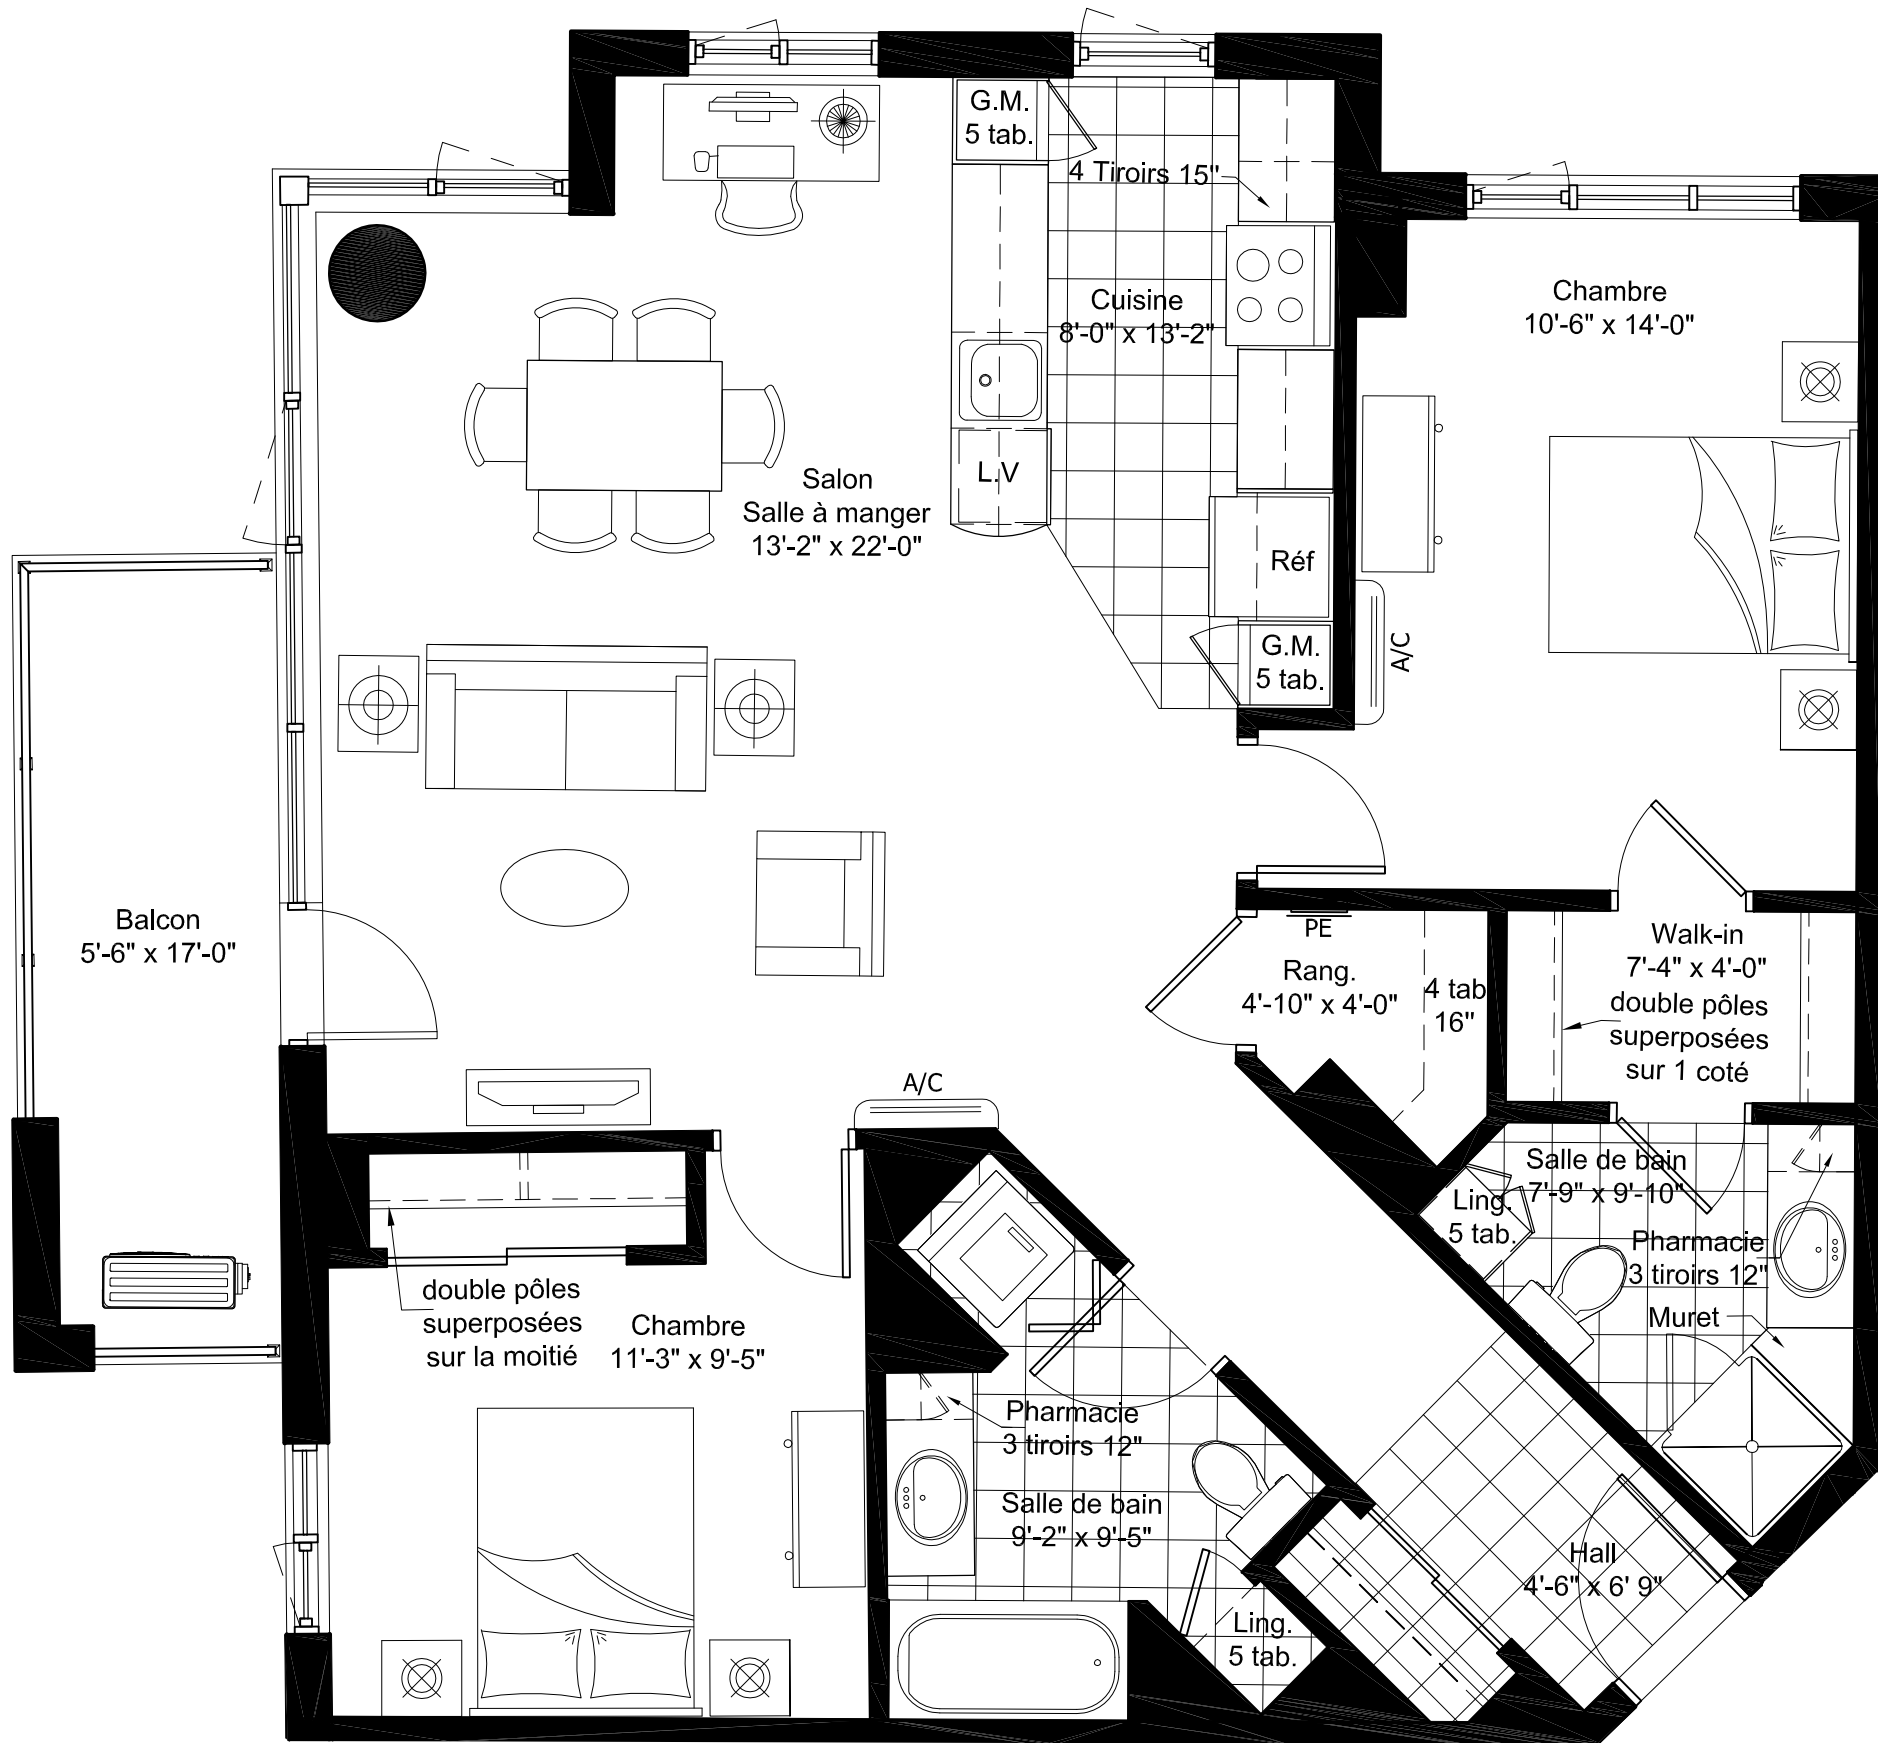 G.M.
5 tab.
4 Tiroirs 15"
Cuisine
8'-0" x 13'-2"
Chambre
10'-6" x 14'-0"
Salon
Salle à manger
13'-2" x 22'-0"
L.V
Réf
G.M.
5 tab.
A/C
Balcon
5'-6" x 17'-0"
PE
Rang.
4'-10" x 4'-0"
4 tab
16"
Walk-in
7'-4" x 4'-0"
double pôles
superposées
sur 1 coté
A/C
Salle de bain
7'-9" x 9'-10"
Ling.
5 tab.
Pharmacie
3 tiroirs 12"
Muret
double pôles
superposées
sur la moitié
Chambre
11'-3" x 9'-5"
Pharmacie
3 tiroirs 12"
Salle de bain
9'-2" x 9'-5"
Hall
4'-6" x 6' 9"
Ling.
5 tab.